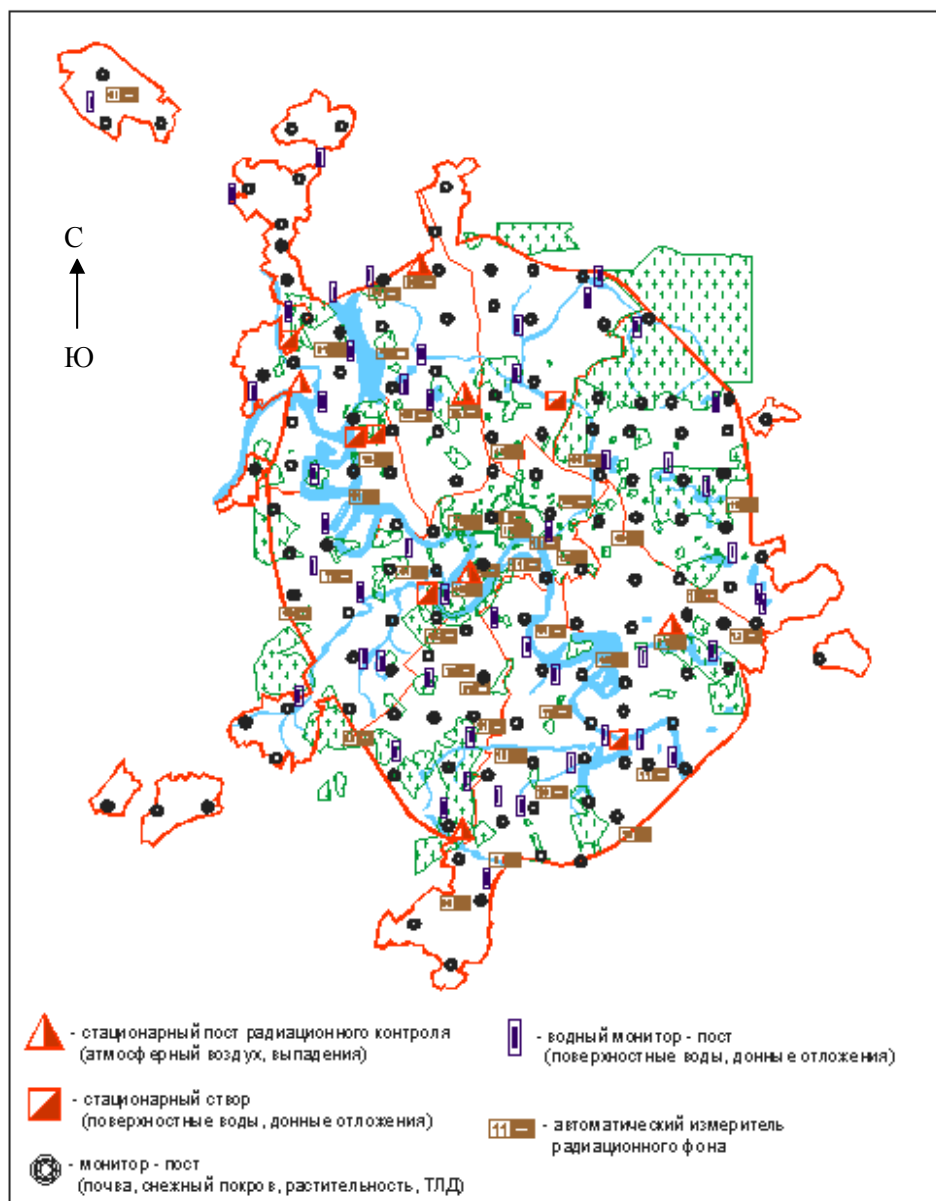 С
Ю
- стационарный пост радиационного контроля
(атмосферный воздух, выпадения)
- стационарный створ
(поверхностные воды, донные отложения)
- монитор - пост
(почва, снежный покров, растительность, ТЛД)
- водный монитор - пост
(поверхностные воды, донные отложения)
11 -
- автоматический измеритель
радиационного фона